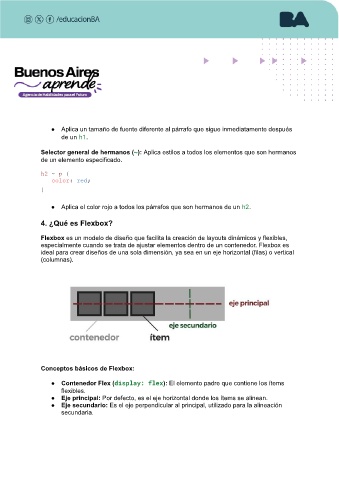 /educacionBA
BA
Buenos Aires
aprende
Agencia de Habilidades para el Futuro
● Aplica un tamaño de fuente diferente al párrafo que sigue inmediatamente después
de un h1.
Selector general de hermanos (~): Aplica estilos a todos los elementos que son hermanos
de un elemento especificado.
h2 ~ p {
color: red;
}
● Aplica el color rojo a todos los párrafos que son hermanos de un h2.
4. ¿Qué es Flexbox?
Flexbox es un modelo de diseño que facilita la creación de layouts dinámicos y flexibles,
especialmente cuando se trata de ajustar elementos dentro de un contenedor. Flexbox es
ideal para crear diseños de una sola dimensión, ya sea en un eje horizontal (filas) o vertical
(columnas).
eje principal
eje secundario
contenedor
ítem
Conceptos básicos de Flexbox:
● Contenedor Flex (display: flex): El elemento padre que contiene los ítems
flexibles.
● Eje principal: Por defecto, es el eje horizontal donde los ítems se alinean.
● Eje secundario: Es el eje perpendicular al principal, utilizado para la alineación
secundaria.